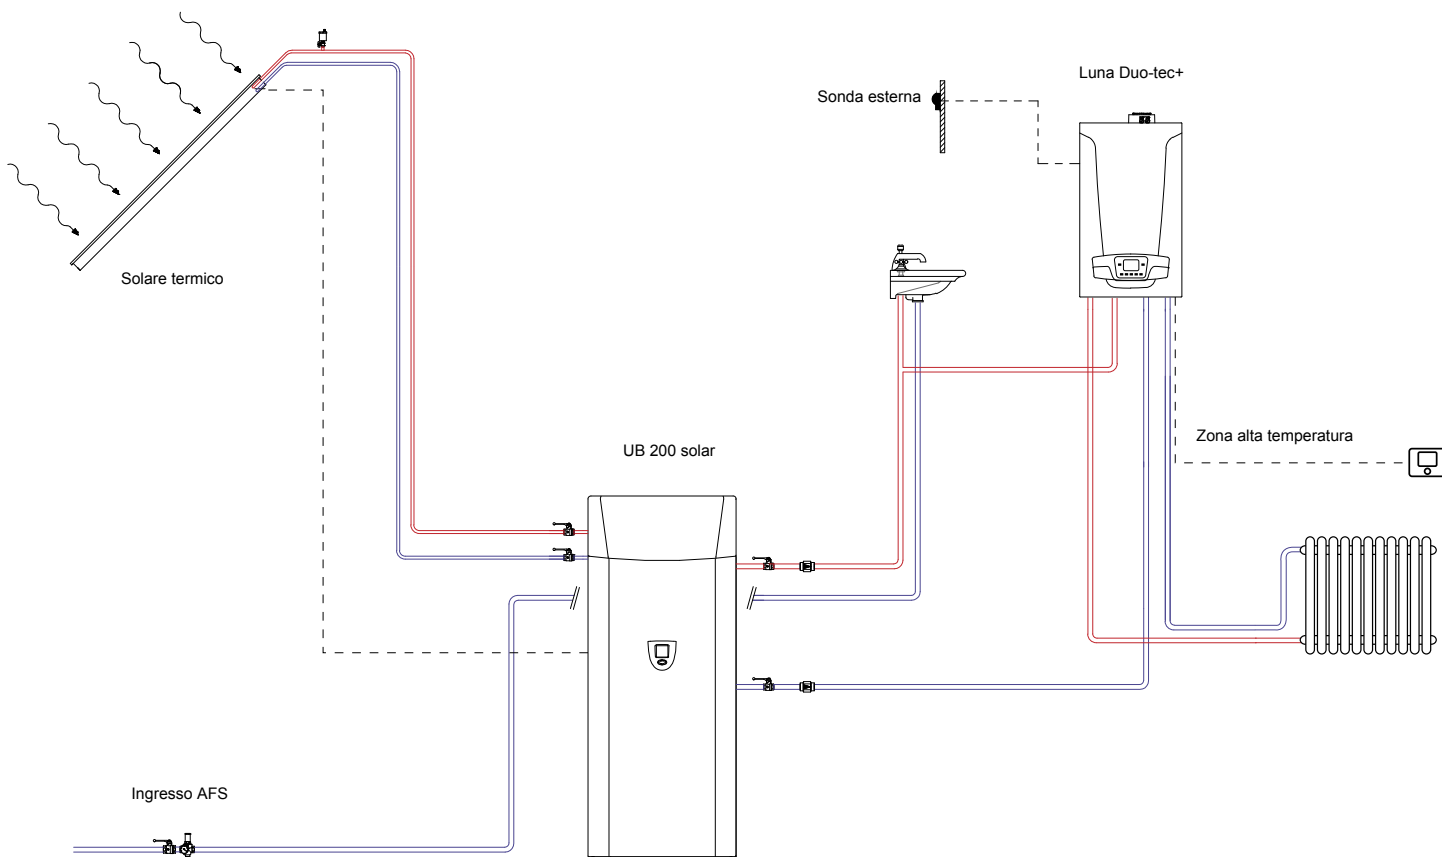 Luna Duo-tec+
Sonda esterna
Solare termico
Zona alta temperatura
UB 200 solar
Ingresso AFS